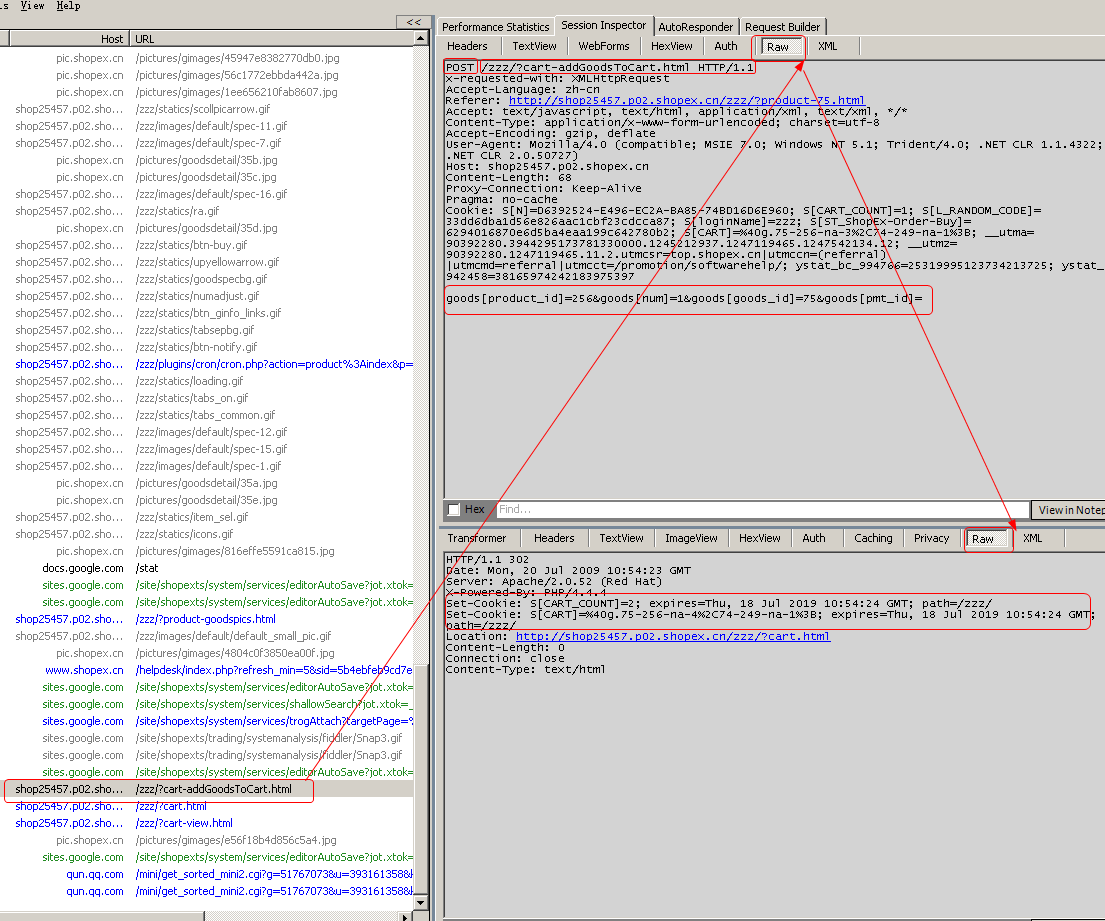 View Help
<<
Host URL
pic.shopex.cn /pictures/gimages/45947e8382770db0.jpg
pic.shopex.cn /pictures/gimages/56c1772ebbda442a.jpg
pic.shopex.cn /pictures/gimages/1ee656210fab8607.jpg
shop25457.p02.sho... /zzz/statics/scollpicarrow.gif
shop25457.p02.sho... /zzz/images/default/spec-11.gif
shop25457.p02.sho... /zzz/images/default/spec-7.gif
pic.shopex.cn /pictures/goodsdetail/35b.jpg
pic.shopex.cn /pictures/goodsdetail/35c.jpg
shop25457.p02.sho... /zzz/images/default/spec-16.gif
shop25457.p02.sho... /zzz/statics/ra.gif
pic.shopex.cn /pictures/goodsdetail/35d.jpg
shop25457.p02.sho... /zzz/statics/btn-buy.gif
shop25457.p02.sho... /zzz/statics/upyellowarrow.gif
shop25457.p02.sho... /zzz/statics/goodspecbg.gif
shop25457.p02.sho... /zzz/statics/numadjust.gif
shop25457.p02.sho... /zzz/statics/btn_ginfo_links.gif
shop25457.p02.sho... /zzz/statics/tabsepbg.gif
shop25457.p02.sho... /zzz/statics/btn-notify.gif
shop25457.p02.sho... /zzz/plugins/cron/cron.php?action=product%3Aindex&p=
shop25457.p02.sho... /zzz/statics/loading.gif
shop25457.p02.sho... /zzz/statics/tabs_on.gif
shop25457.p02.sho... /zzz/statics/tabs_common.gif
shop25457.p02.sho... /zzz/images/default/spec-12.gif
shop25457.p02.sho... /zzz/images/default/spec-15.gif
shop25457.p02.sho... /zzz/images/default/spec-1.gif
pic.shopex.cn /pictures/goodsdetail/35a.jpg
pic.shopex.cn /pictures/goodsdetail/35e.jpg
shop25457.p02.sho... /zzz/statics/item_sel.gif
shop25457.p02.sho... /zzz/statics/icons.gif
pic.shopex.cn /pictures/gimages/816effe5591ca815.jpg
docs.google.com /stat
sites.google.com /site/shopexts/system/services/editorAutoSave?jot.xtok=
sites.google.com /site/shopexts/system/services/editorAutoSave?jot.xtok=
shop25457.p02.sho... /zzz/?product-goodspics.html
shop25457.p02.sho... /zzz/images/default/default_small_pic.gif
pic.shopex.cn /pictures/gimages/4804c0f3850ea00f.jpg
www.shopex.cn /helpdesk/index.php?refresh_min=5&sid=5b4ebfeb9cd7e
sites.google.com /site/shopexts/system/services/editorAutoSave?jot.xtok=
sites.google.com /site/shopexts/system/services/shallowSearch?jot.xtok=_
sites.google.com /site/shopexts/system/services/trogAttach?targetPage=%
sites.google.com /site/shopexts/trading/systemanalysis/fiddler/Snap3.gif
sites.google.com /site/shopexts/trading/systemanalysis/fiddler/Snap3.gif
sites.google.com /site/shopexts/system/services/editorAutoSave?jot.xtok=
shop25457.p02.sho... /zzz/?cart-addGoodsToCart.html
shop25457.p02.sho... /zzz/?cart.html
shop25457.p02.sho... /zzz/?cart-view.html
pic.shopex.cn /pictures/gimages/e56f18b4d856c5a4.jpg
sites.google.com /site/shopexts/system/services/editorAutoSave?jot.xtok=
qun.qq.com /mini/get_sorted_mini2.cgi?g=51767073&u=393161358&
qun.qq.com /mini/get_sorted_mini2.cgi?g=51767073&u=393161358&
Performance Statistics Session Inspector AutoResponder Request Builder
Headers TextView WebForms HexView Auth Raw XML
POST /zzz/?cart-addGoodsToCart.html HTTP/1.1
x-requested-with: XMLHttpRequest
Accept-Language: zh-cn
Referer: http://shop25457.p02.shopex.cn/zzz/?product-75.html
Accept: text/javascript, text/html, application/xml, text/xml, */*
Content-Type: application/x-www-form-urlencoded; charset=utf-8
Accept-Encoding: gzip, deflate
User-Agent: Mozilla/4.0 (compatible; MSIE 7.0; Windows NT 5.1; Trident/4.0; .NET CLR 1.1.4322;
.NET CLR 2.0.50727)
Host: shop25457.p02.shopex.cn
Content-Length: 68
Proxy-Connection: Keep-Alive
Pragma: no-cache
Cookie: S[N]=D6392524-E496-EC2A-BA85-74BD16D6E960; S[CART_COUNT]=1; S[L_RANDOM_CODE]=
33dd6dba1d56e826aac1cbf23cdcca87; S[loginName]=zzz; S[ST_ShopEx-Order-Buy]=
6294016870e6d5ba4eaa199c642780b2; S[CART]=%40g.75-256-na-3%2C74-249-na-1%3B; __utma=
90392280.3944295173781330000.1245212937.1247119465.1247542134.12; __utmz=
90392280.1247119465.11.2.utmcsr=top.shopex.cn|utmccn=(referral)
|utmcmd=referral|utmcct=/promotion/softwarehelp/; ystat_bc_994766=25319995123734213725; ystat_
942458=38165974242183975397
goods[product_id]=256&goods[num]=1&goods[goods_id]=75&goods[pmt_id]=
Hex Find... View in Notep
Transformer Headers TextView ImageView HexView Auth Caching Privacy Raw XML
HTTP/1.1 302
Date: Mon, 20 Jul 2009 10:54:23 GMT
Server: Apache/2.0.52 (Red Hat)
X-Powered-By: PHP/4.4.4
Set-Cookie: S[CART_COUNT]=2; expires=Thu, 18 Jul 2019 10:54:24 GMT; path=/zzz/
Set-Cookie: S[CART]=%40g.75-256-na-4%2C74-249-na-1%3B; expires=Thu, 18 Jul 2019 10:54:24 GMT;
path=/zzz/
Location: http://shop25457.p02.shopex.cn/zzz/?cart.html
Content-Length: 0
Connection: close
Content-Type: text/html